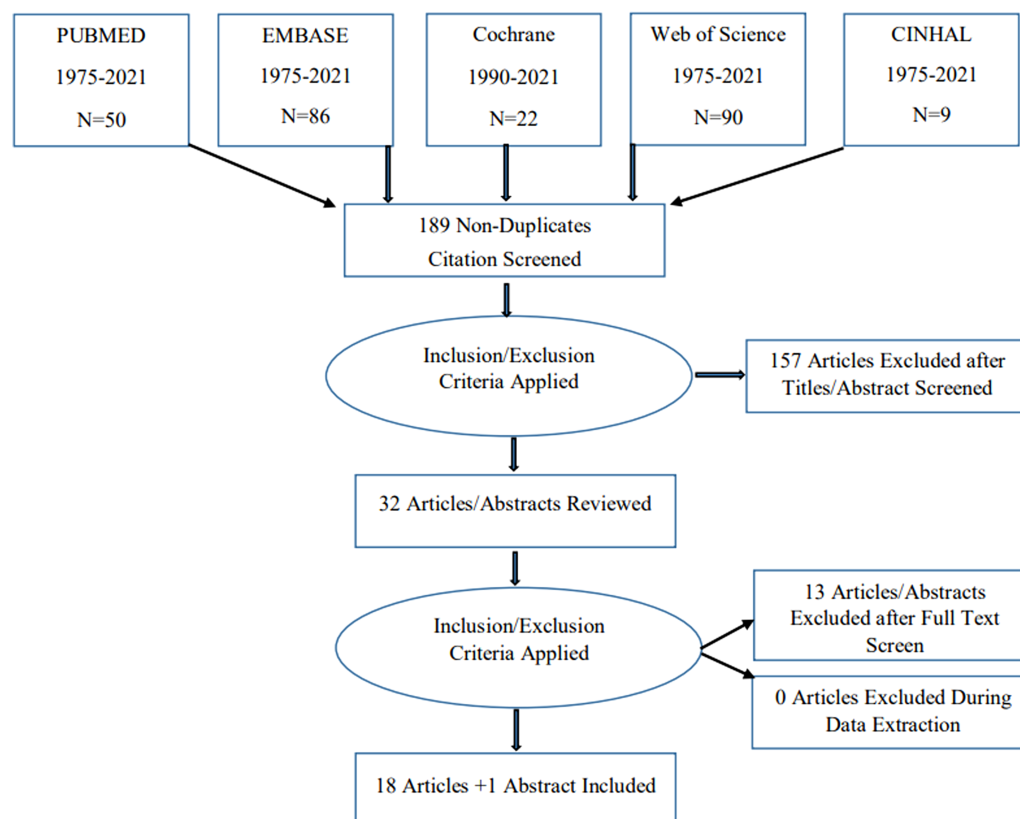 PUBMED
1975-2021
N=50
EMBASE
1975-2021
N=86
Cochrane
1990-2021
N=22
Web of Science
1975-2021
N=90
CINHAL
1975-2021
N=9
189 Non-Duplicates
Citation Screened
Inclusion/Exclusion
Criteria Applied
157 Articles Excluded after
Titles/Abstract Screened
32 Articles/Abstracts Reviewed
Inclusion/Exclusion
Criteria Applied
13 Articles/Abstracts
Excluded after Full Text
Screen
0 Articles Excluded During
Data Extraction
18 Articles +1 Abstract Included